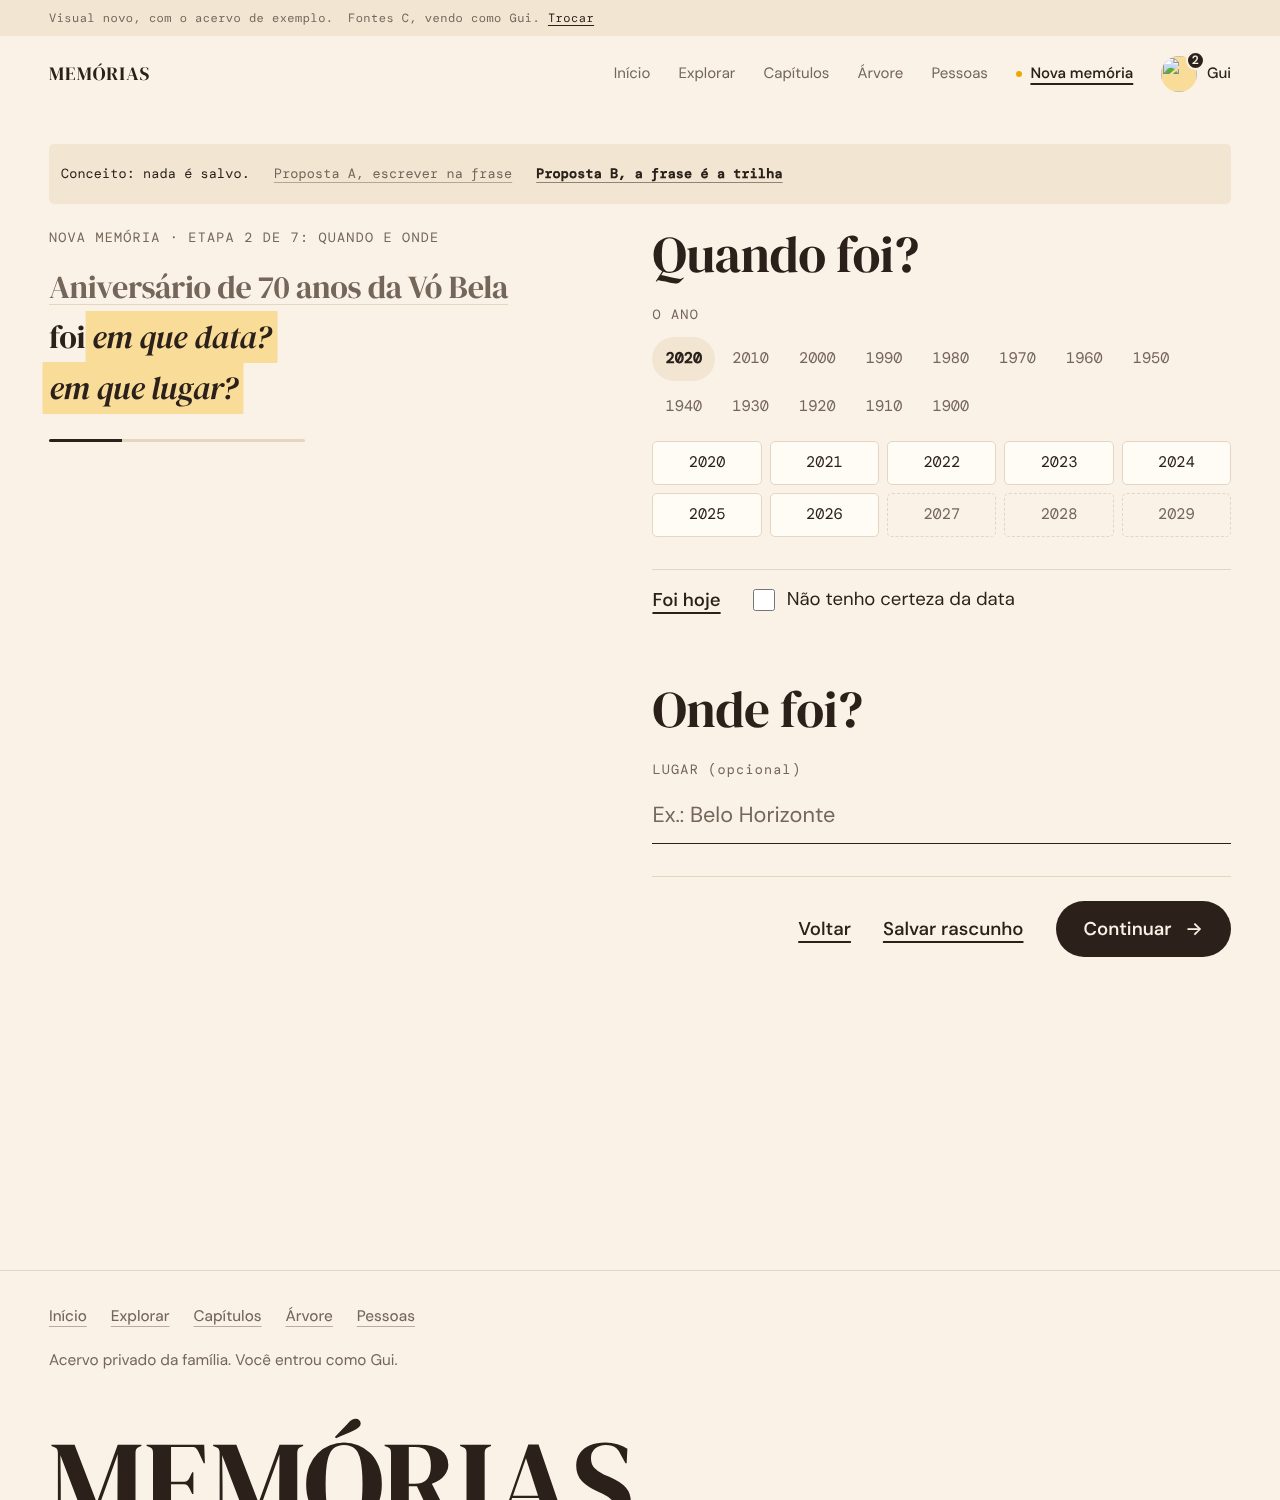 Visual novo, com o acervo de exemplo. Fontes C, vendo como Gui. Trocar
MEMÓRIAS
Início Explorar Capítulos Árvore Pessoas Nova memória 2 Gui
Conceito: nada é salvo. Proposta A, escrever na frase Proposta B, a frase é a trilha
NOVA MEMÓRIA · ETAPA 2 DE 7: QUANDO E ONDE
Aniversário de 70 anos da Vó Bela
foi em que data?
em que lugar?
Quando foi?
O ANO
2020 2010 2000 1990 1980 1970 1960 1950
1940 1930 1920 1910 1900
2020 2021 2022 2023 2024
2025 2026 2027 2028 2029
Foi hoje Não tenho certeza da data
Onde foi?
LUGAR (opcional)
Ex.: Belo Horizonte
Voltar Salvar rascunho Continuar →
Início Explorar Capítulos Árvore Pessoas
Acervo privado da família. Você entrou como Gui.
MEMÓRIAS